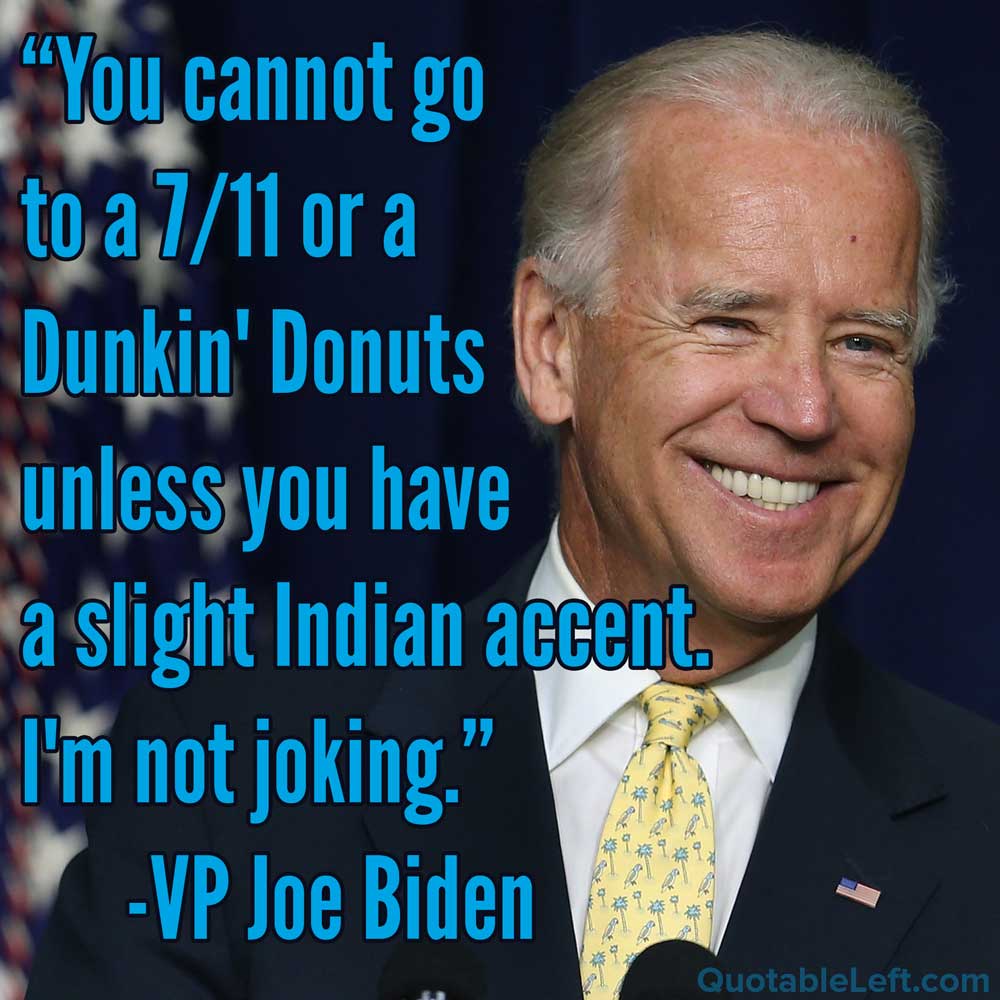 “You cannot go
to a 7/11 or a
Dunkin' Donuts
unless you have
a slight Indian accent.
I'm not joking.”
-VP Joe Biden
QuotableLeft.com